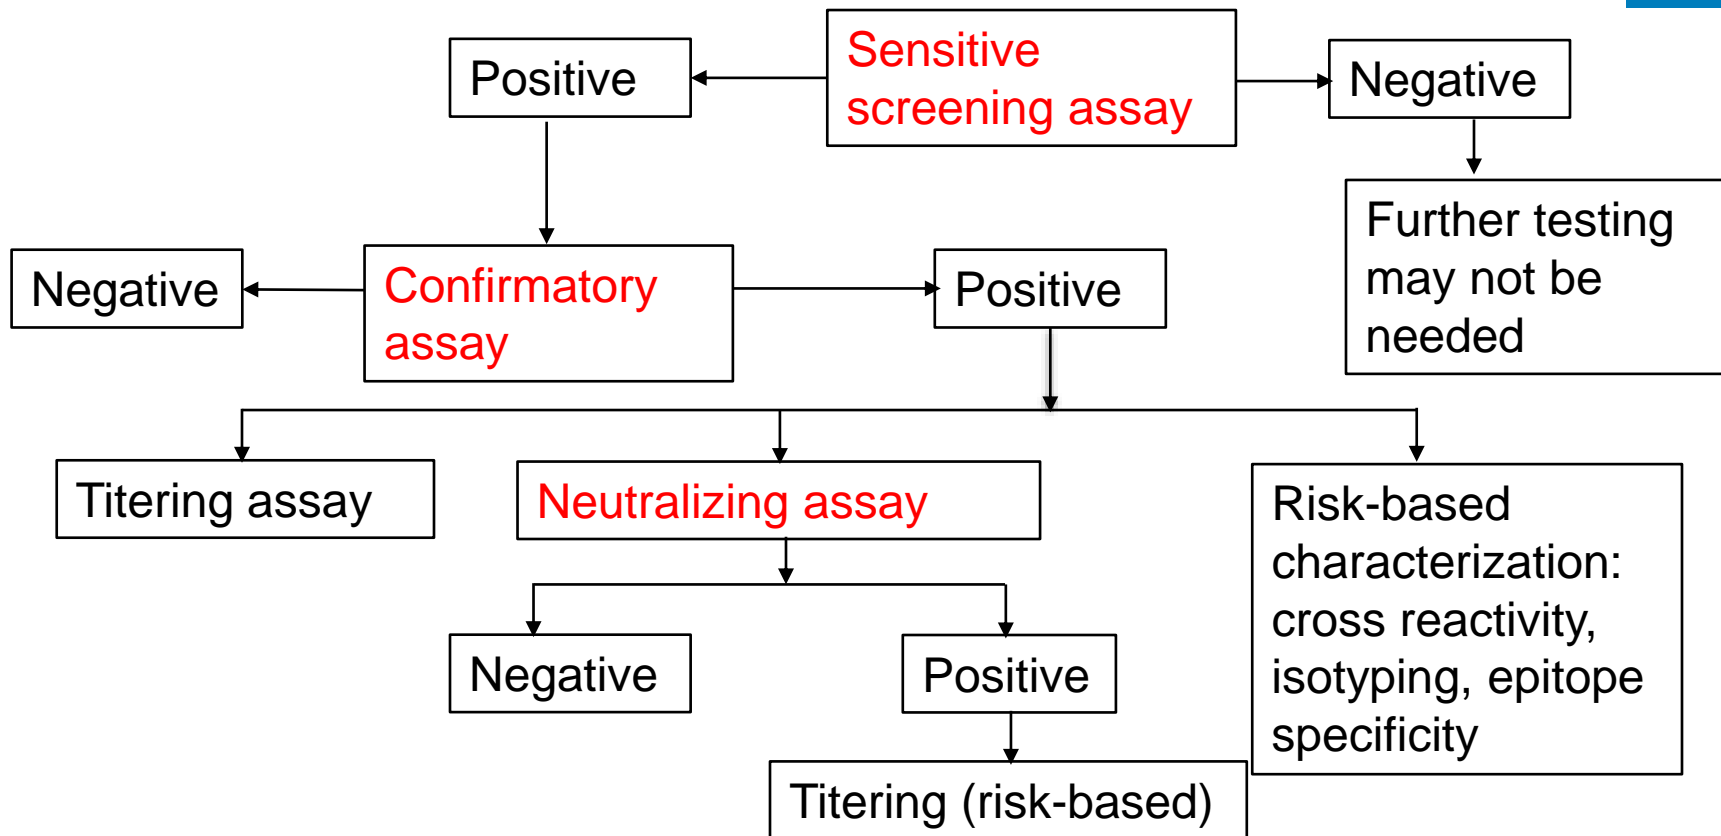 Sensitive
screening assay
Positive
Negative
Further testing
may not be
needed
Confirmatory
assay
Negative
Positive
Titering assay
Neutralizing assay
Risk-based
characterization:
cross reactivity,
isotyping, epitope
specificity
Negative
Positive
Titering (risk-based)